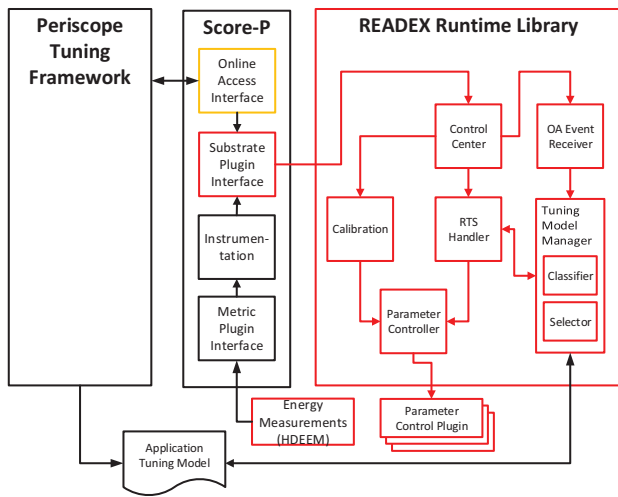 Periscope
Tuning
Framework
Score-P
Online
Access
Interface
Substrate
Plugin
Interface
Instrumen-
tation
Metric
Plugin
Interface
Energy
Measurements
(HDEEM)
READEX Runtime Library
Control
Center
OA Event
Receiver
Calibration
RTS
Handler
Tuning
Model
Manager
Classifier
Selector
Parameter
Controller
Parameter
Control Plugin
Application
Tuning Model